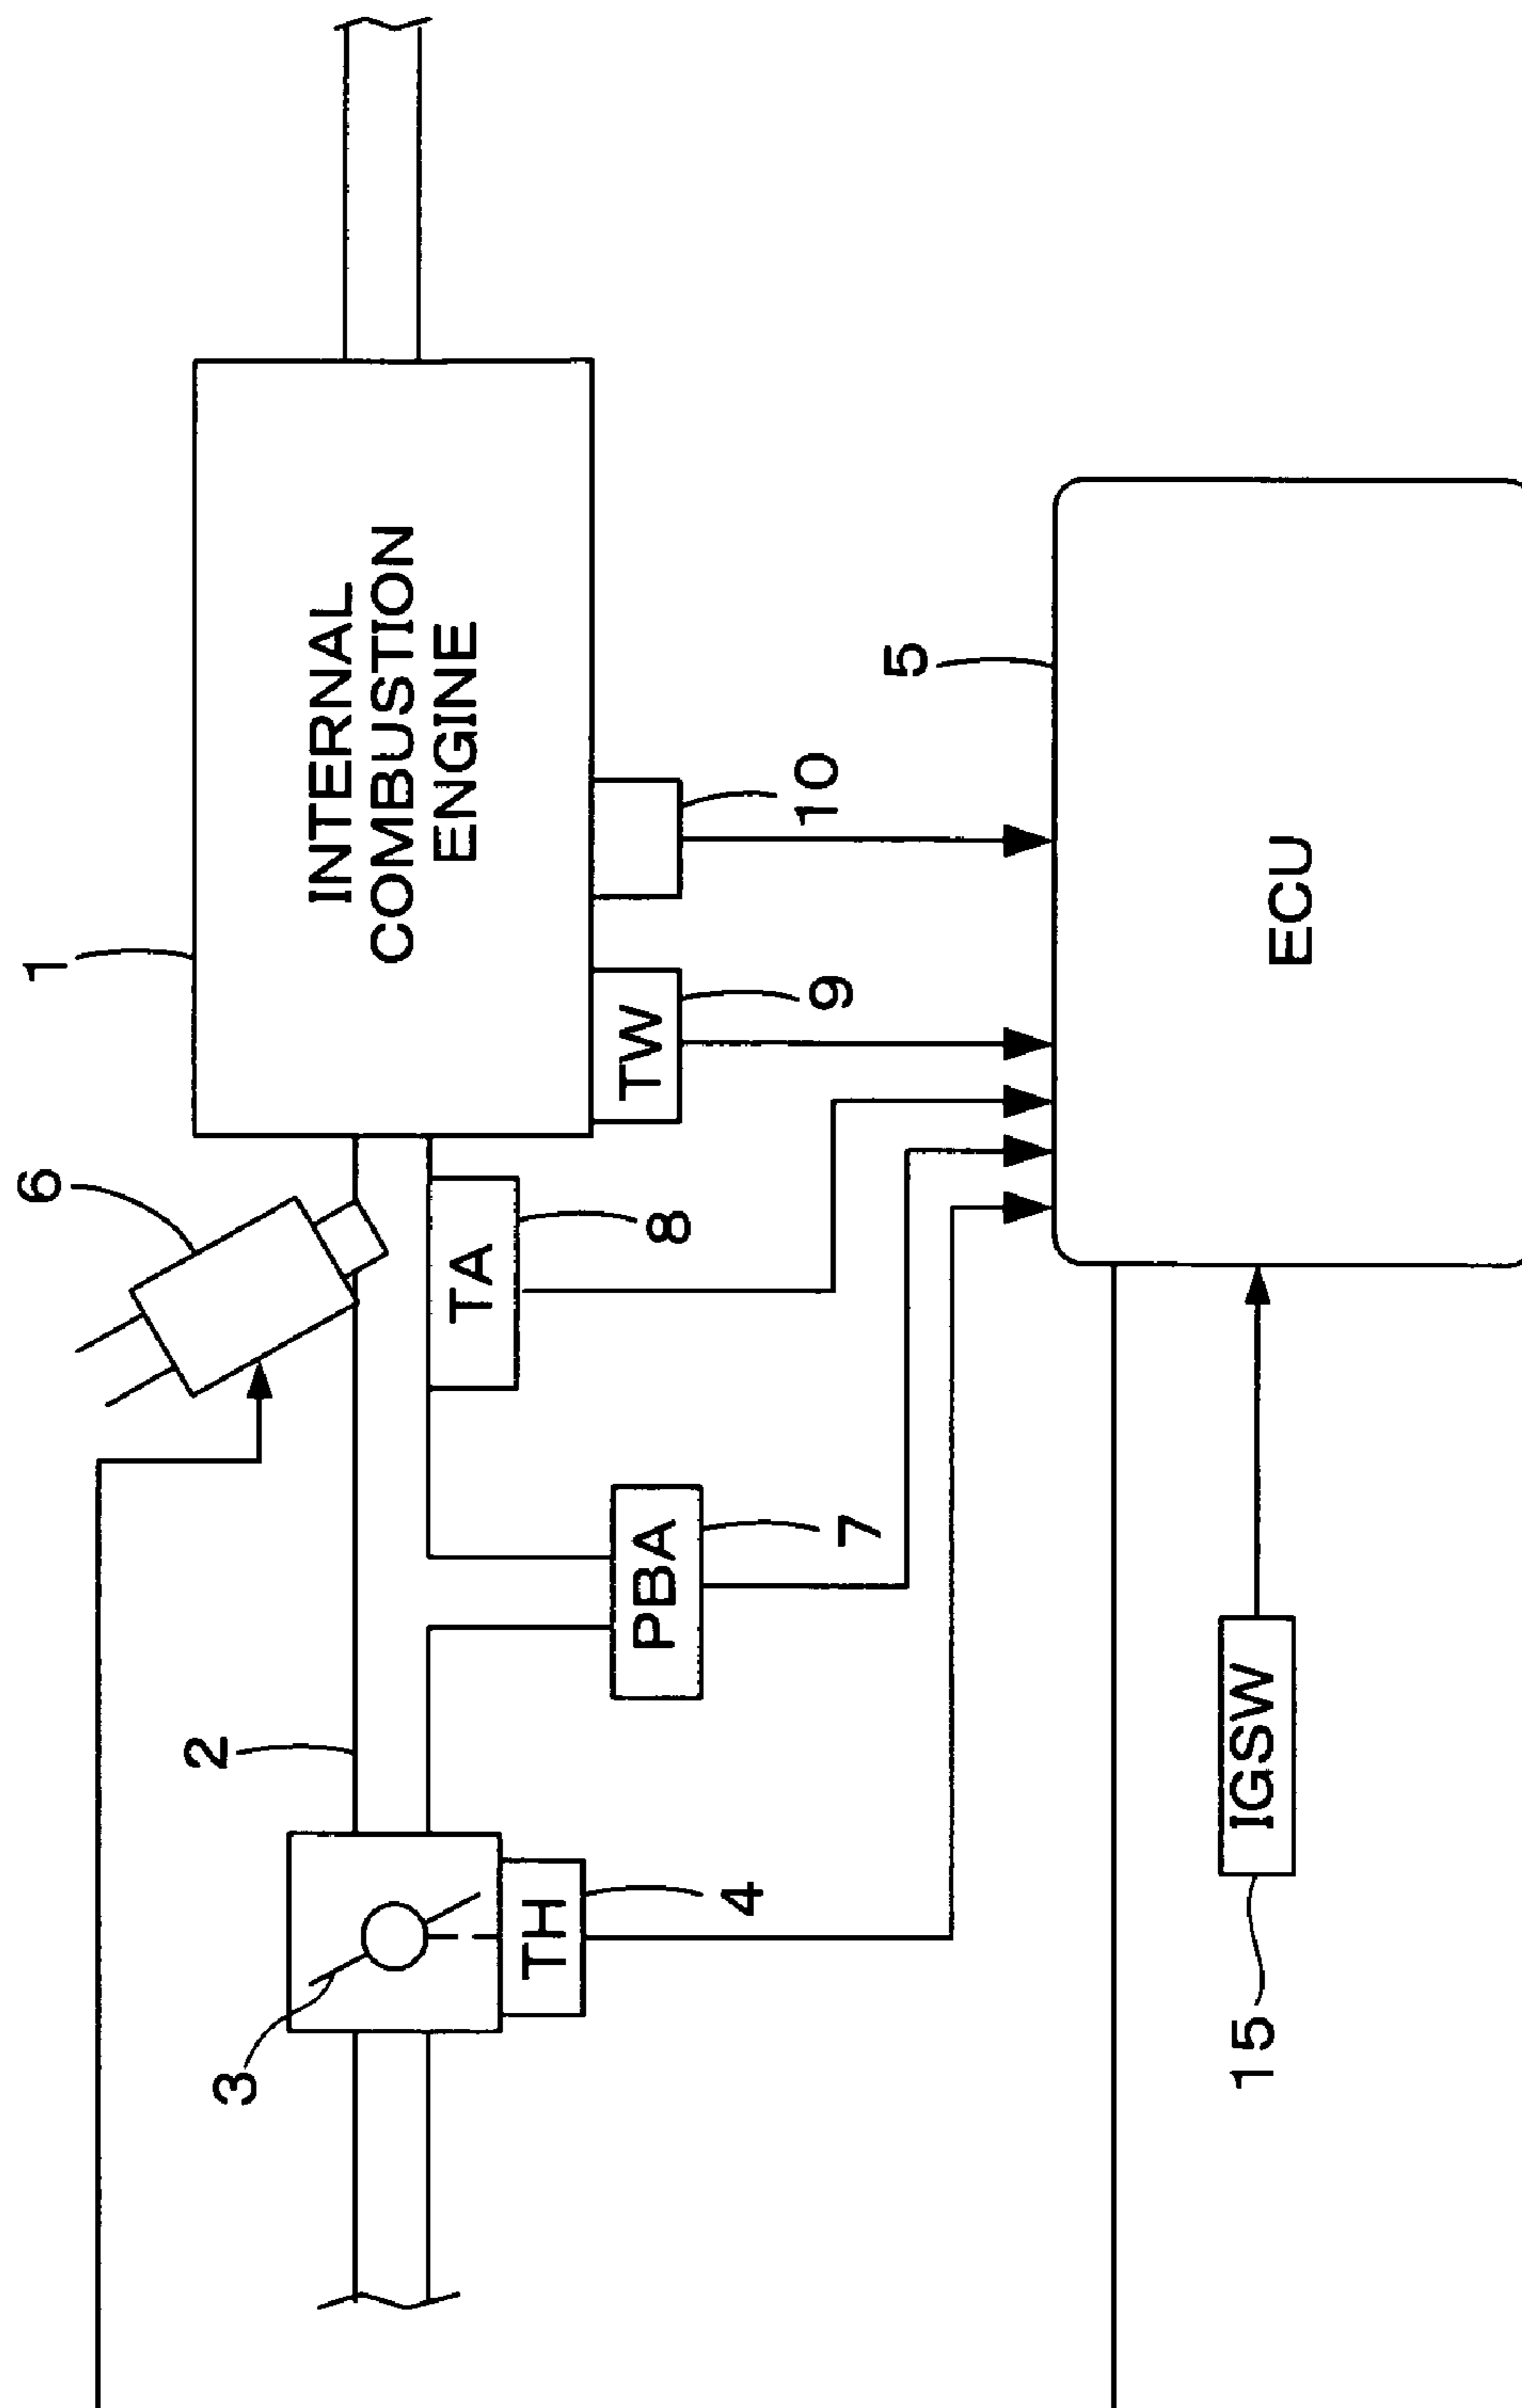 1
INTERNAL
COMBUSTION
ENGINE
6
2
3
TH
4
PBA
7
TA
8
TW
9
10
5
ECU
IGSW
15